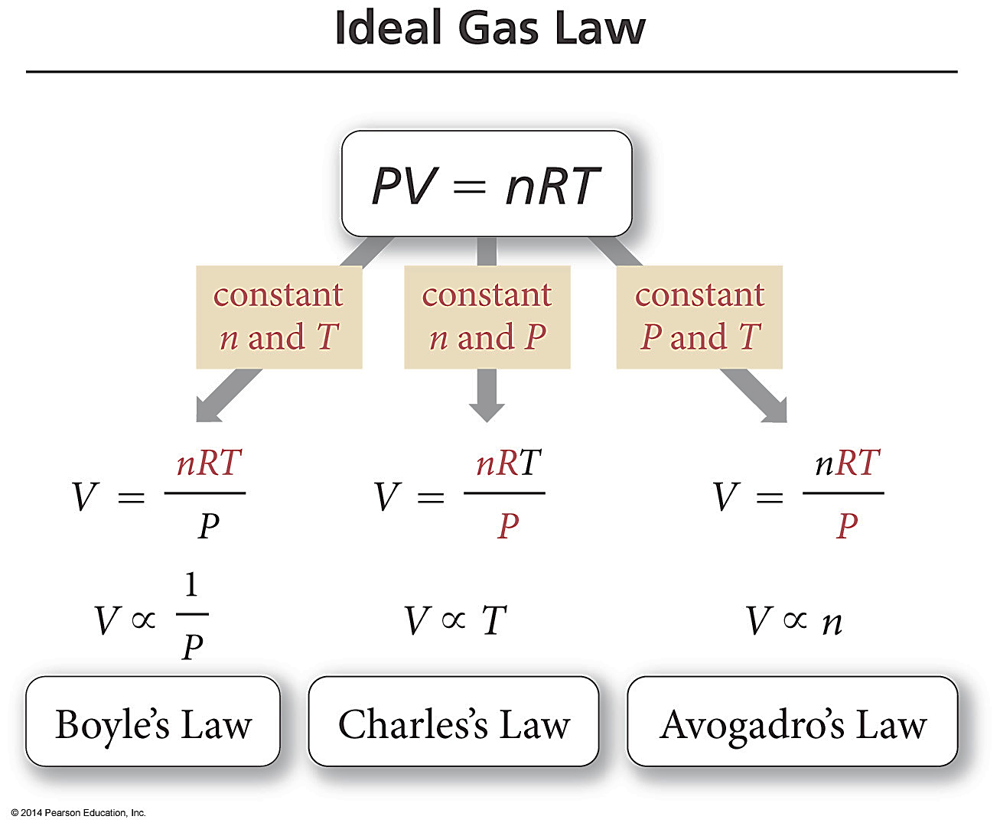 Ideal Gas Law
PV = nRT
constant
n and T
constant
n and P
constant
P and T
V = nRT / P
V = nRT / P
V = nRT / P
V ∝ 1 / P
V ∝ T
V ∝ n
Boyle’s Law
Charles’s Law
Avogadro’s Law
© 2014 Pearson Education, Inc.